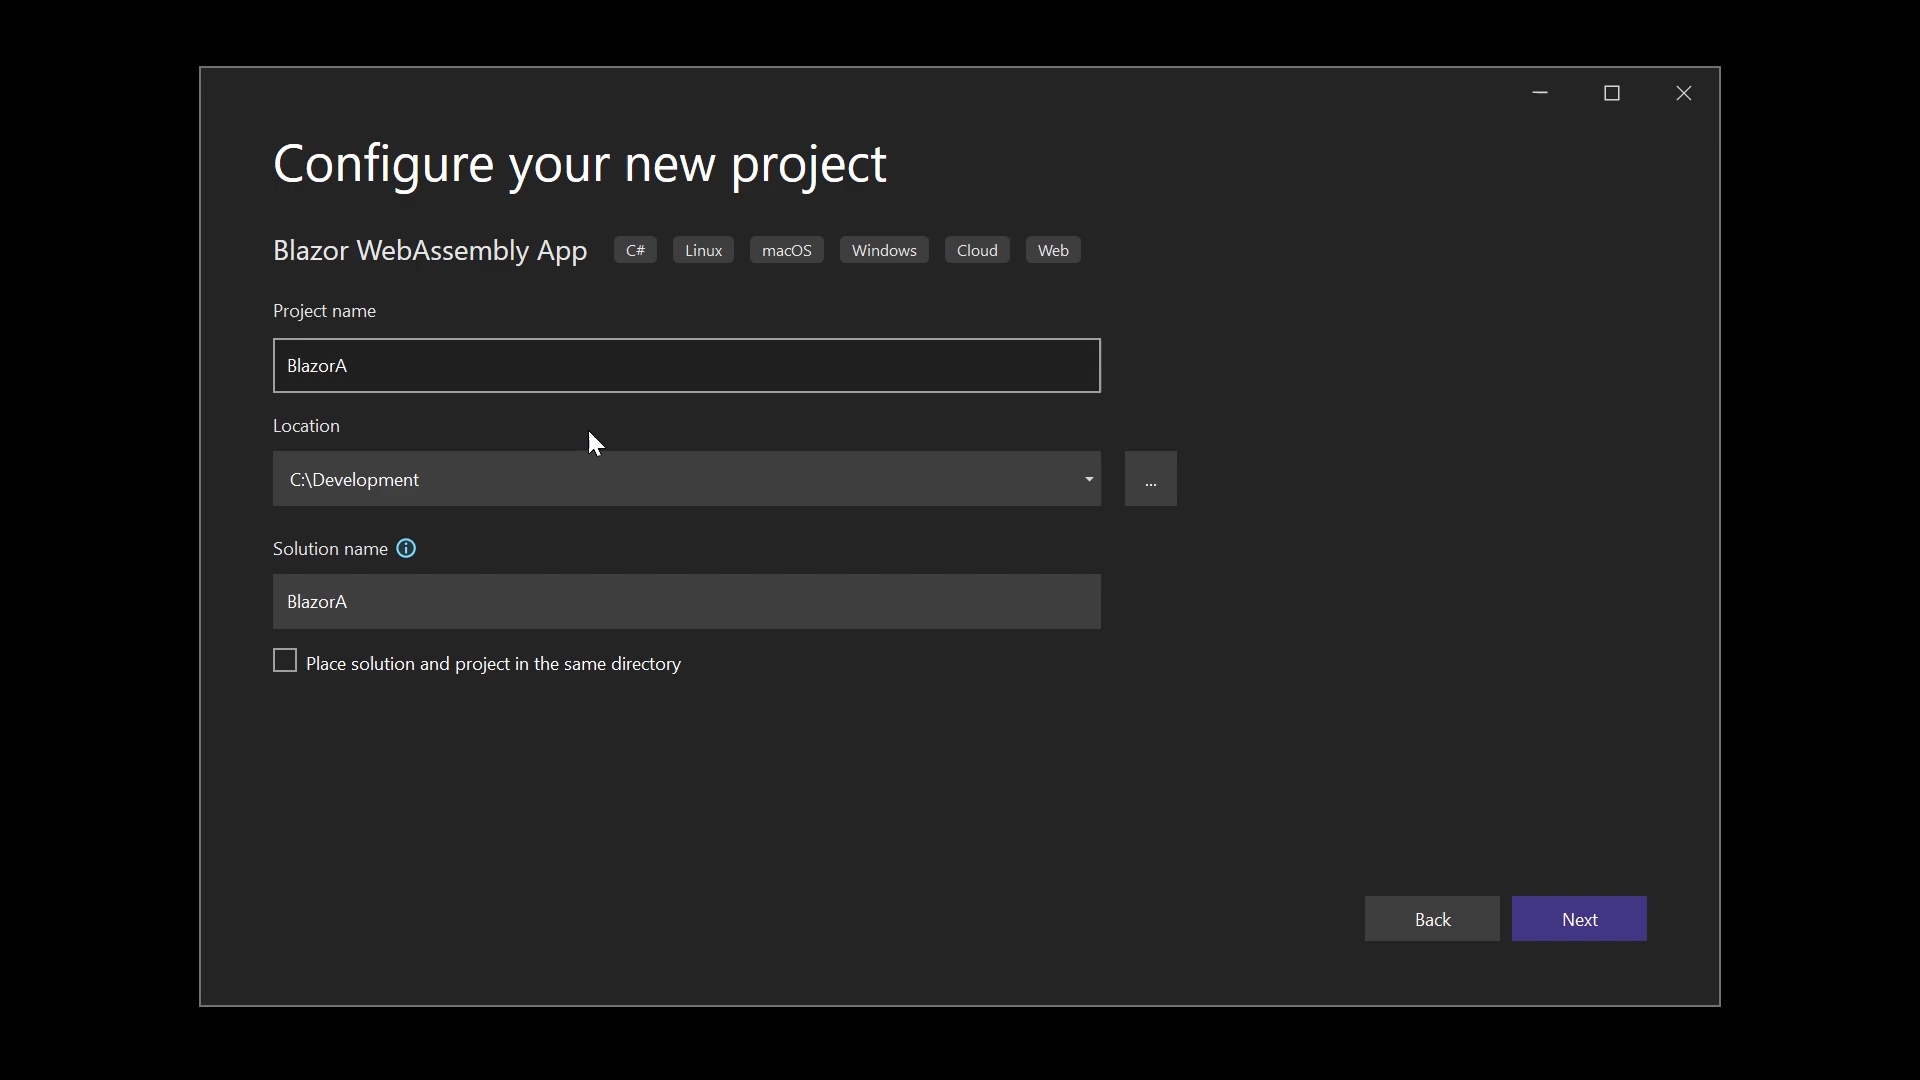 Configure your new project
Blazor WebAssembly App C# Linux macOS Windows Cloud Web
Project name
BlazorA
Location
C:\Development
...
Solution name
BlazorA
Place solution and project in the same directory
Back Next